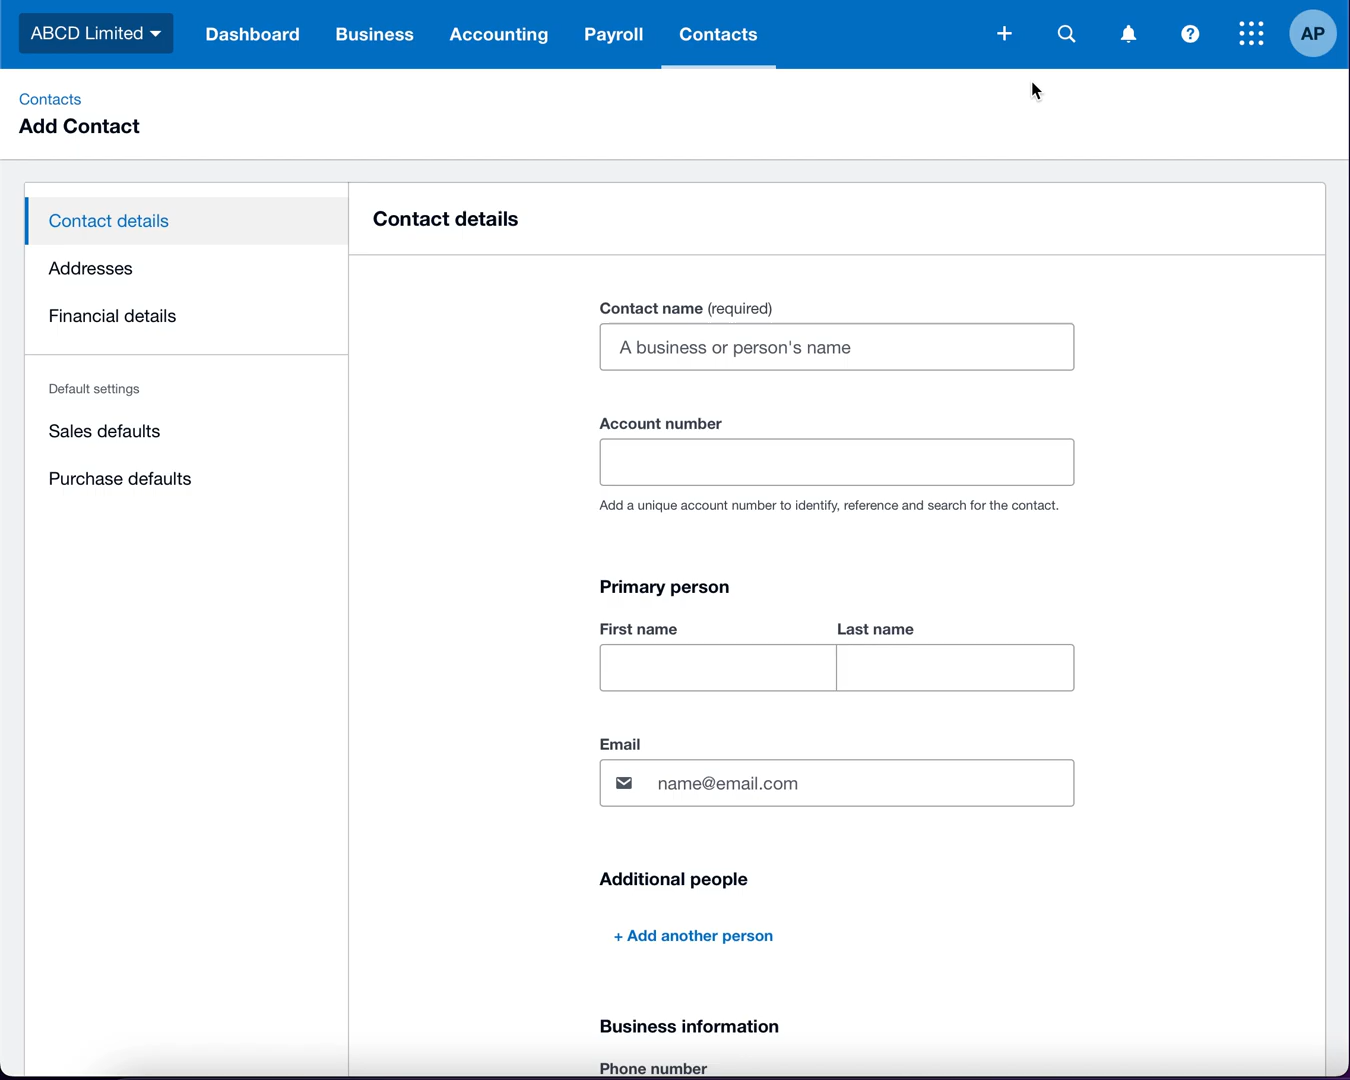 ABCD Limited Dashboard Business Accounting Payroll Contacts AP
Contacts
Add Contact
Contact details
Addresses
Financial details
Default settings
Sales defaults
Purchase defaults
Contact details
Contact name (required)
A business or person's name
Account number
Add a unique account number to identify, reference and search for the contact.
Primary person
First name Last name
Email
name@email.com
Additional people
+ Add another person
Business information
Phone number